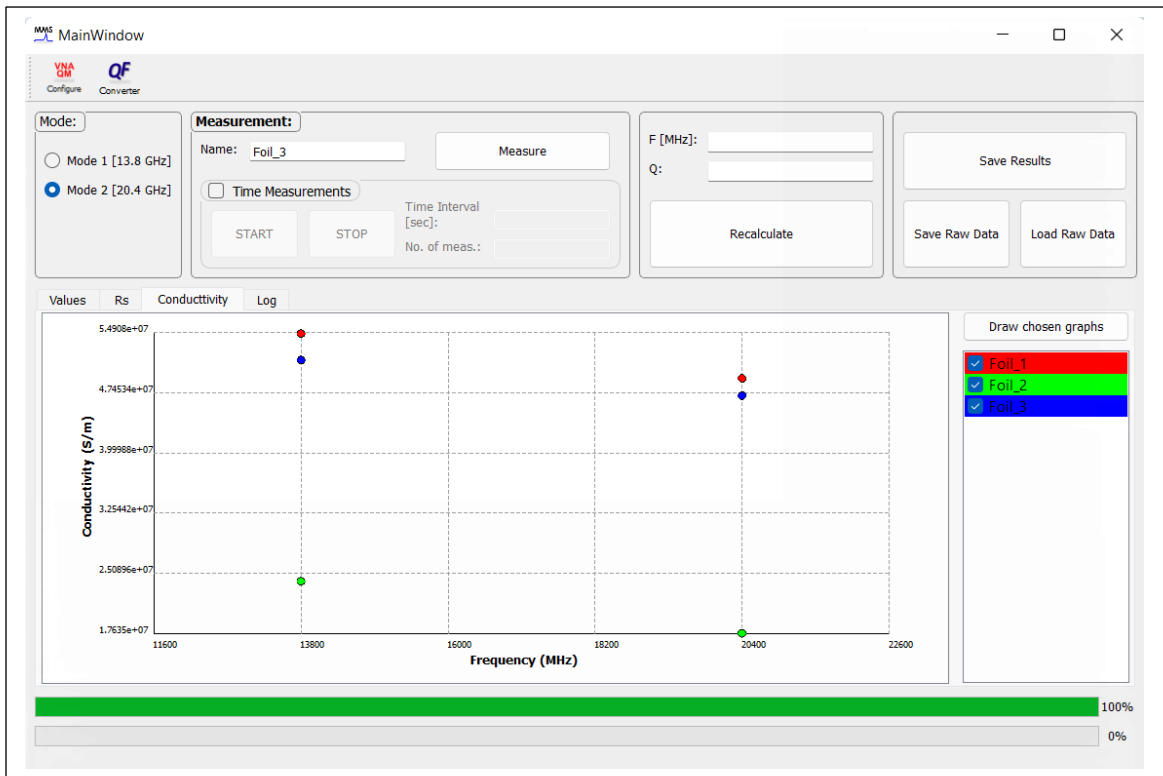 MMS MainWindow
VNA
QM
Configure
QF
Converter
Mode:
Mode 1 [13.8 GHz]
Mode 2 [20.4 GHz]
Measurement:
Name: Foil_3
Measure
Time Measurements
START STOP
Time Interval
[sec]:
No. of meas.:
F [MHz]:
Q:
Recalculate
Save Results
Save Raw Data Load Raw Data
Values Rs Conducttivity Log
5.4908e+07
4.74534e+07
3.99988e+07
3.25442e+07
2.50896e+07
1.7635e+07
Conductivity (S/m)
11600 13800 16000 18200 20400 22600
Frequency (MHz)
Draw chosen graphs
Foil_1
Foil_2
Foil_3
100%
0%